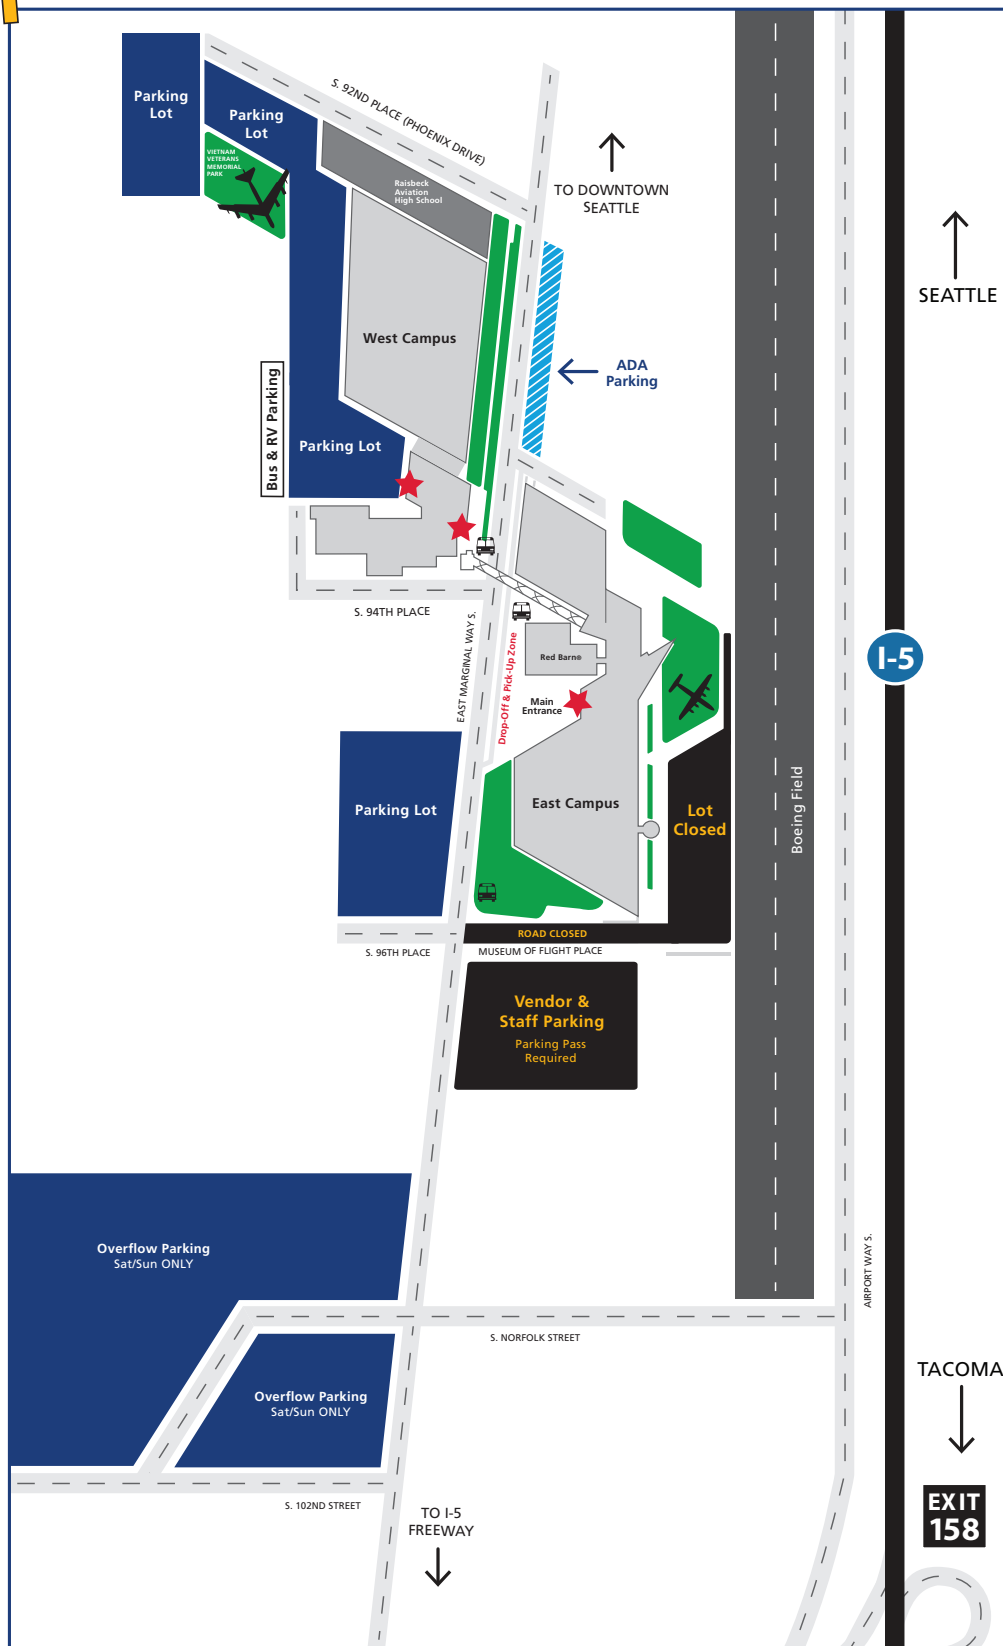 S. 92ND PLACE (PHOENIX DRIVE)
Parking
Lot
Parking
Lot
VIETNAM
VETERANS
MEMORIAL
PARK
Raisbeck
Aviation
High School
TO DOWNTOWN
SEATTLE
SEATTLE
West Campus
ADA
Parking
Bus & RV Parking
Parking Lot
S. 94TH PLACE
EAST MARGINAL WAY S.
Drop-Off & Pick-Up Zone
Red Barn®
Main
Entrance
I-5
Parking Lot
East Campus
Lot
Closed
Boeing Field
ROAD CLOSED
S. 96TH PLACE
MUSEUM OF FLIGHT PLACE
Vendor &
Staff Parking
Parking Pass
Required
Overflow Parking
Sat/Sun ONLY
AIRPORT WAY S.
S. NORFOLK STREET
Overflow Parking
Sat/Sun ONLY
TACOMA
S. 102ND STREET
TO I-5
FREEWAY
EXIT
158